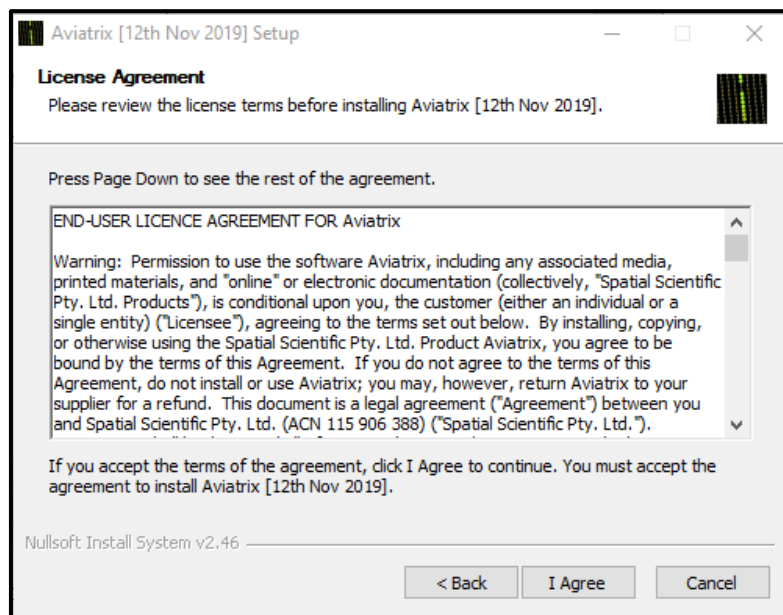 Aviatrix [12th Nov 2019] Setup
License Agreement
Please review the license terms before installing Aviatrix [12th Nov 2019].
Press Page Down to see the rest of the agreement.
END-USER LICENCE AGREEMENT FOR Aviatrix
Warning:  Permission to use the software Aviatrix, including any associated media,
printed materials, and "online" or electronic documentation (collectively, "Spatial Scientific
Pty. Ltd. Products"), is conditional upon you, the customer (either an individual or a
single entity) ("Licensee"), agreeing to the terms set out below.  By installing, copying,
or otherwise using the Spatial Scientific Pty. Ltd. Product Aviatrix, you agree to be
bound by the terms of this Agreement.  If you do not agree to the terms of this
Agreement, do not install or use Aviatrix; you may, however, return Aviatrix to your
supplier for a refund.  This document is a legal agreement ("Agreement") between you
and Spatial Scientific Pty. Ltd. (ACN 115 906 388) ("Spatial Scientific Pty. Ltd.").
If you accept the terms of the agreement, click I Agree to continue. You must accept the
agreement to install Aviatrix [12th Nov 2019].
Nullsoft Install System v2.46
< Back
I Agree
Cancel